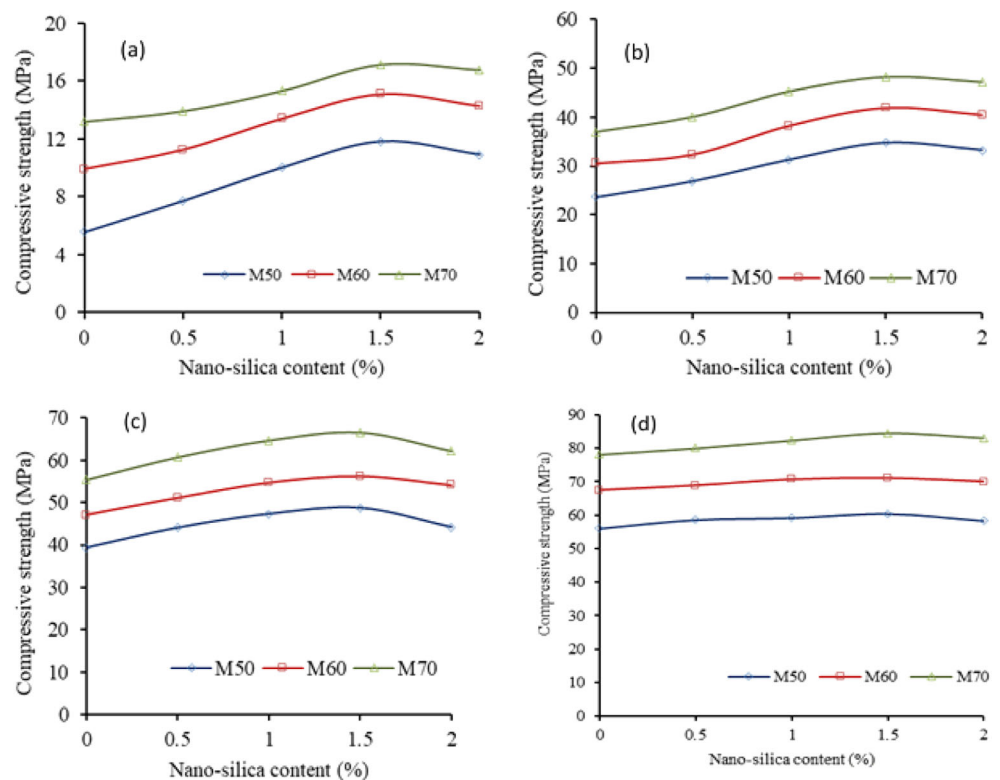 (a)
Compressive strength (MPa)
20
16
12
8
4
0
M50 M60 M70
0 0.5 1 1.5 2
Nano-silica content (%)
(b)
Compressive strength (MPa)
60
50
40
30
20
10
0
M50 M60 M70
0 0.5 1 1.5 2
Nano-silica content (%)
(c)
Compressive strength (MPa)
70
60
50
40
30
20
10
0
M50 M60 M70
0 0.5 1 1.5 2
Nano-silica content (%)
(d)
Compressive strength (MPa)
90
80
70
60
50
40
30
20
10
0
M50 M60 M70
0 0.5 1 1.5 2
Nano-silica content (%)